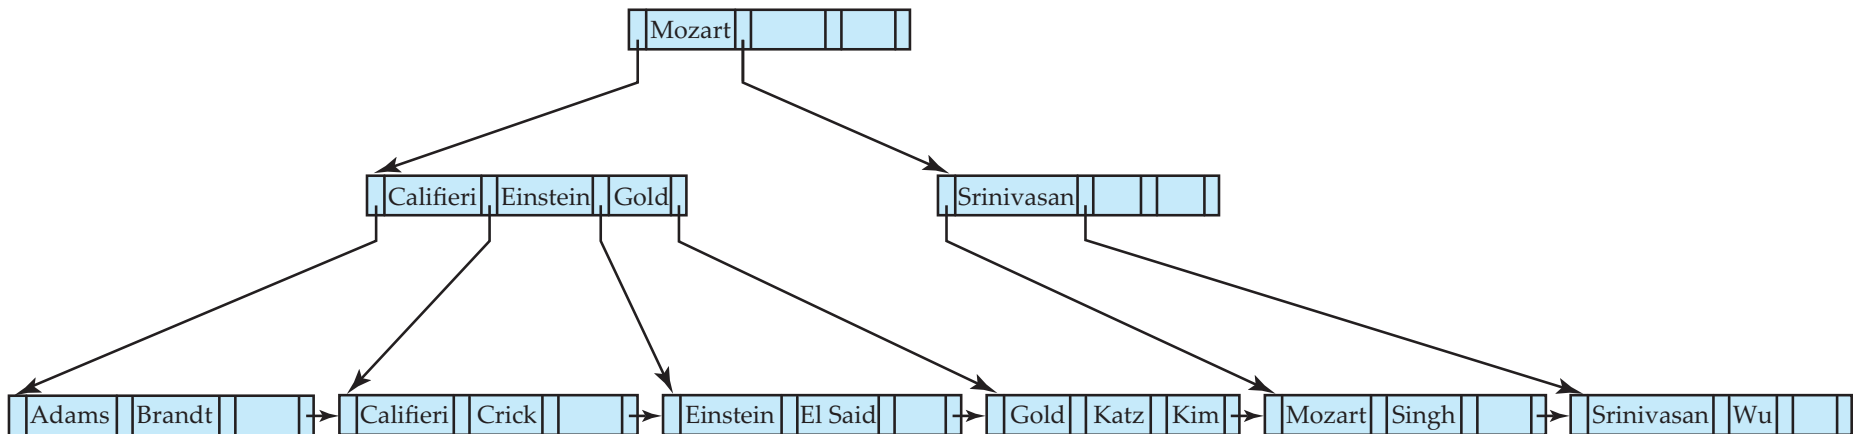 Mozart
Califieri Einstein Gold Srinivasan
Adams Brandt Califieri Crick Einstein El Said Gold Katz Kim Mozart Singh Srinivasan Wu